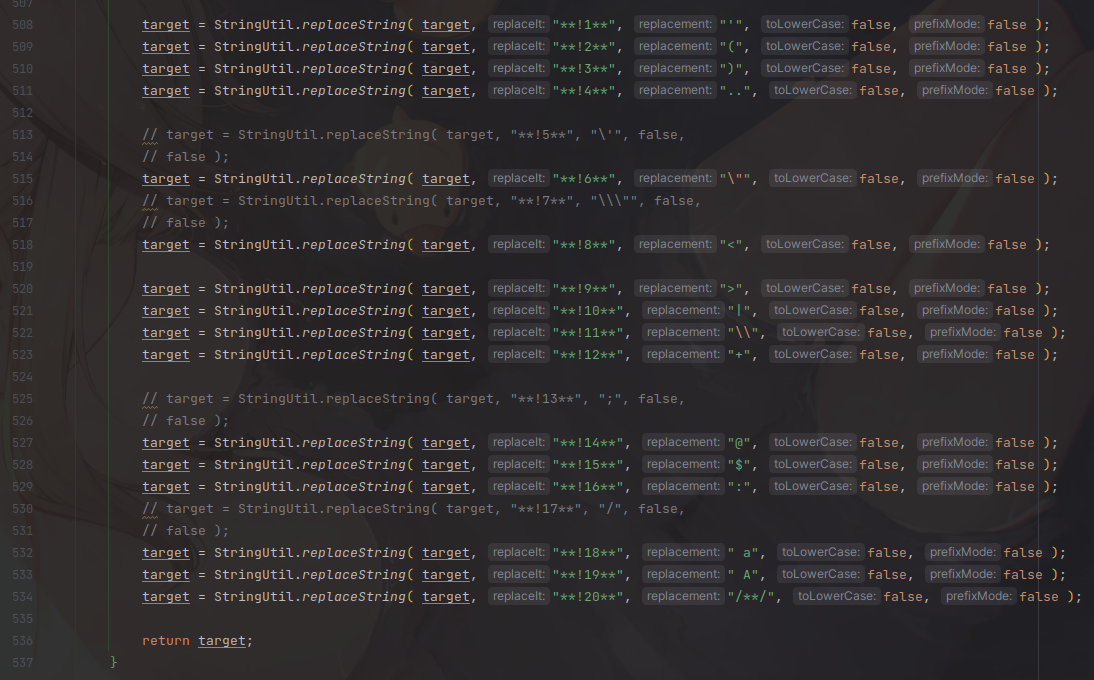 507
508 target = StringUtil.replaceString( target, replaceIt: "**!1**", replacement: "'", toLowerCase: false, prefixMode: false );
509 target = StringUtil.replaceString( target, replaceIt: "**!2**", replacement: "(", toLowerCase: false, prefixMode: false );
510 target = StringUtil.replaceString( target, replaceIt: "**!3**", replacement: ")", toLowerCase: false, prefixMode: false );
511 target = StringUtil.replaceString( target, replaceIt: "**!4**", replacement: "..", toLowerCase: false, prefixMode: false );
512
513 // target = StringUtil.replaceString( target, "**!5**", "\'", false,
514 // false );
515 target = StringUtil.replaceString( target, replaceIt: "**!6**", replacement: "\"", toLowerCase: false, prefixMode: false );
516 // target = StringUtil.replaceString( target, "**!7**", "\\\"", false,
517 // false );
518 target = StringUtil.replaceString( target, replaceIt: "**!8**", replacement: "<", toLowerCase: false, prefixMode: false );
519
520 target = StringUtil.replaceString( target, replaceIt: "**!9**", replacement: ">", toLowerCase: false, prefixMode: false );
521 target = StringUtil.replaceString( target, replaceIt: "**!10**", replacement: "|", toLowerCase: false, prefixMode: false );
522 target = StringUtil.replaceString( target, replaceIt: "**!11**", replacement: "\\", toLowerCase: false, prefixMode: false );
523 target = StringUtil.replaceString( target, replaceIt: "**!12**", replacement: "+", toLowerCase: false, prefixMode: false );
524
525 // target = StringUtil.replaceString( target, "**!13**", ";", false,
526 // false );
527 target = StringUtil.replaceString( target, replaceIt: "**!14**", replacement: "@", toLowerCase: false, prefixMode: false );
528 target = StringUtil.replaceString( target, replaceIt: "**!15**", replacement: "$", toLowerCase: false, prefixMode: false );
529 target = StringUtil.replaceString( target, replaceIt: "**!16**", replacement: ":", toLowerCase: false, prefixMode: false );
530 // target = StringUtil.replaceString( target, "**!17**", "/", false,
531 // false );
532 target = StringUtil.replaceString( target, replaceIt: "**!18**", replacement: " a", toLowerCase: false, prefixMode: false );
533 target = StringUtil.replaceString( target, replaceIt: "**!19**", replacement: " A", toLowerCase: false, prefixMode: false );
534 target = StringUtil.replaceString( target, replaceIt: "**!20**", replacement: "/**/", toLowerCase: false, prefixMode: false );
535
536 return target;
537 }